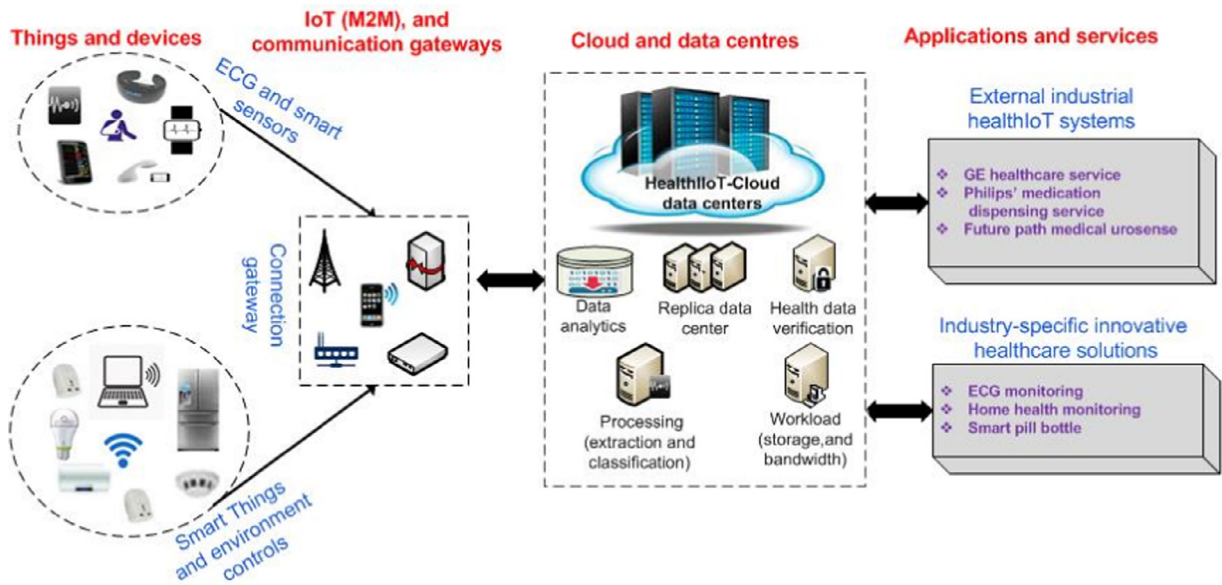 Things and devices
IoT (M2M), and
communication gateways
Cloud and data centres
Applications and services
ECG and smart
sensors
Connection
gateway
Smart Things
and environment
controls
HealthIIoT-Cloud
data centers
Data
analytics
Replica data
center
Health data
verification
Processing
(extraction and
classification)
Workload
(storage,and
bandwidth)
External industrial
healthIoT systems
❖ GE healthcare service
❖ Philips' medication
dispensing service
❖ Future path medical urosense
Industry-specific innovative
healthcare solutions
❖ ECG monitoring
❖ Home health monitoring
❖ Smart pill bottle